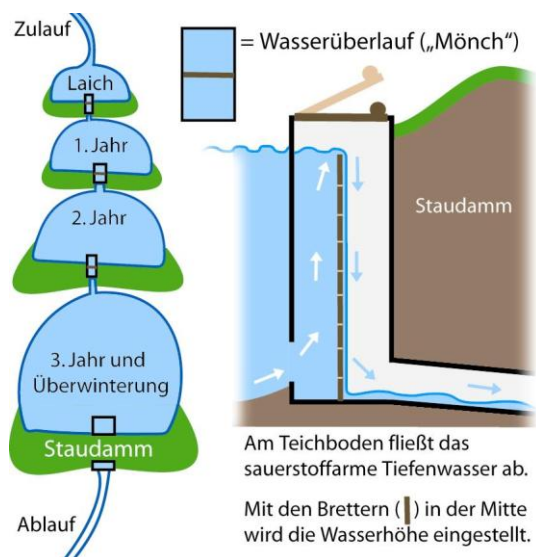 Zulauf
Laich
1. Jahr
2. Jahr
3. Jahr und
Überwinterung
Staudamm
Ablauf
= Wasserüberlauf („Mönch“)
Staudamm
Am Teichboden fließt das
sauerstoffarme Tiefenwasser ab.
Mit den Brettern ( ) in der Mitte
wird die Wasserhöhe eingestellt.